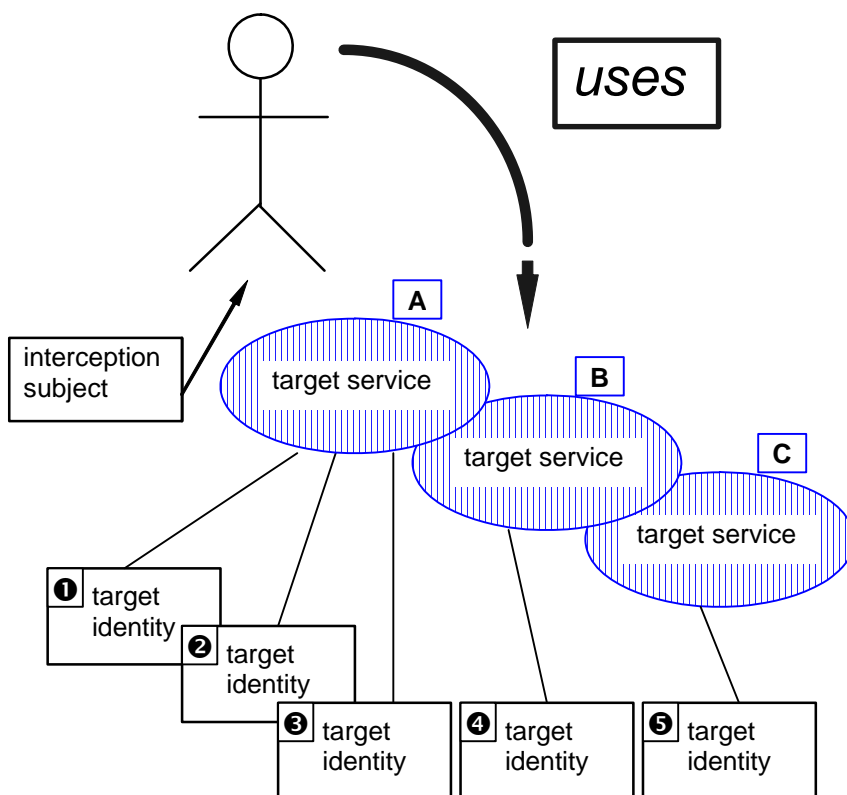 uses
A
interception
subject
target service
B
target service
C
target service
❶ target
identity
❷ target
identity
❸ target
identity
❹ target
identity
❺ target
identity